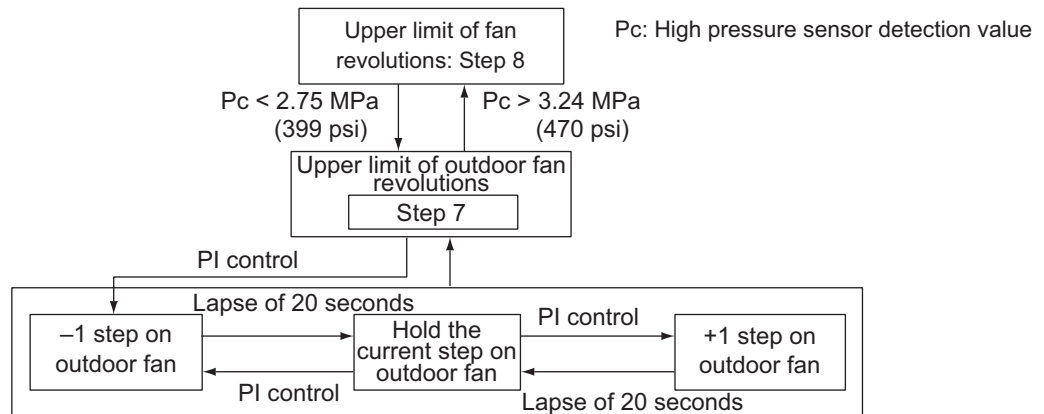 Upper limit of fan
revolutions: Step 8
Pc: High pressure sensor detection value
Pc < 2.75 MPa
(399 psi)
Pc > 3.24 MPa
(470 psi)
Upper limit of outdoor fan
revolutions
Step 7
PI control
Lapse of 20 seconds
–1 step on
outdoor fan
Hold the
current step on
outdoor fan
PI control
+1 step on
outdoor fan
PI control
Lapse of 20 seconds